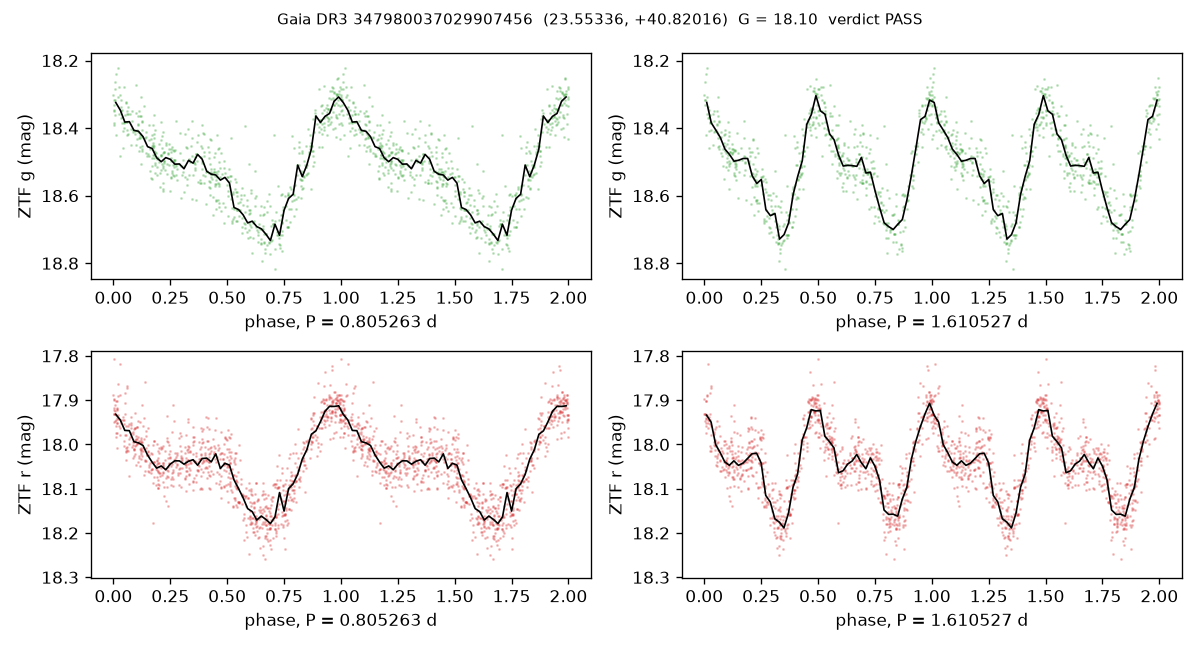 Gaia DR3 347980037029907456 (23.55336, +40.82016) G = 18.10 verdict PASS
ZTF g (mag)
18.2
18.4
18.6
18.8
0.00 0.25 0.50 0.75 1.00 1.25 1.50 1.75 2.00
phase, P = 0.805263 d
ZTF g (mag)
18.2
18.4
18.6
18.8
0.00 0.25 0.50 0.75 1.00 1.25 1.50 1.75 2.00
phase, P = 1.610527 d
ZTF r (mag)
17.8
17.9
18.0
18.1
18.2
18.3
0.00 0.25 0.50 0.75 1.00 1.25 1.50 1.75 2.00
phase, P = 0.805263 d
ZTF r (mag)
17.8
17.9
18.0
18.1
18.2
18.3
0.00 0.25 0.50 0.75 1.00 1.25 1.50 1.75 2.00
phase, P = 1.610527 d